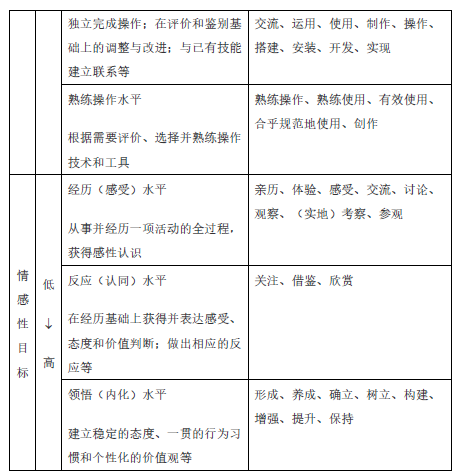 独立完成操作；在评价和鉴别基
础上的调整与改进；与已有技能
建立联系等
交流、运用、使用、制作、操作、
搭建、安装、开发、实现
熟练操作水平
根据需要评价、选择并熟练操作
技术和工具
熟练操作、熟练使用、有效使用、
合乎规范地使用、创作
情感性目标
低
↓
高
经历（感受）水平
从事并经历一项活动的全过程，
获得感性认识
亲历、体验、感受、交流、讨论、
观察、（实地）考察、参观
反应（认同）水平
在经历基础上获得并表达感受、
态度和价值判断；做出相应的反
应等
关注、借鉴、欣赏
领悟（内化）水平
建立稳定的态度、一贯的行为习
惯和个性化的价值观等
形成、养成、确立、树立、构建、
增强、提升、保持